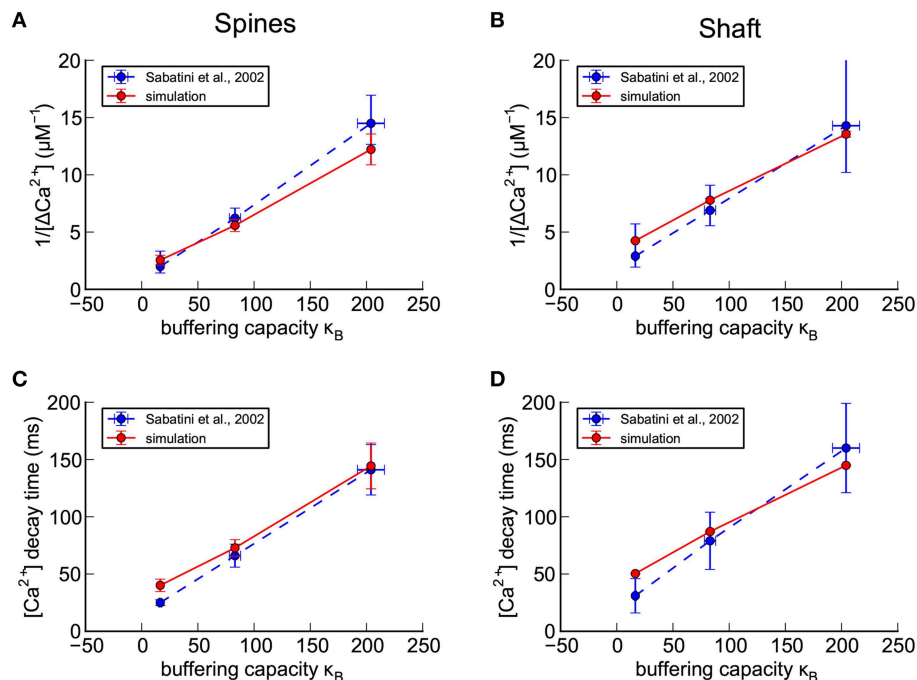 A
Spines
B
Shaft
20
15
10
5
0
1/[ΔCa²⁺] (μM⁻¹)
Sabatini et al., 2002
simulation
−50
0
50
100
150
200
250
buffering capacity κB
20
15
10
5
0
1/[ΔCa²⁺] (μM⁻¹)
Sabatini et al., 2002
simulation
−50
0
50
100
150
200
250
buffering capacity κB
C
D
200
150
100
50
0
[Ca²⁺] decay time (ms)
Sabatini et al., 2002
simulation
−50
0
50
100
150
200
250
buffering capacity κB
200
150
100
50
0
[Ca²⁺] decay time (ms)
Sabatini et al., 2002
simulation
−50
0
50
100
150
200
250
buffering capacity κB